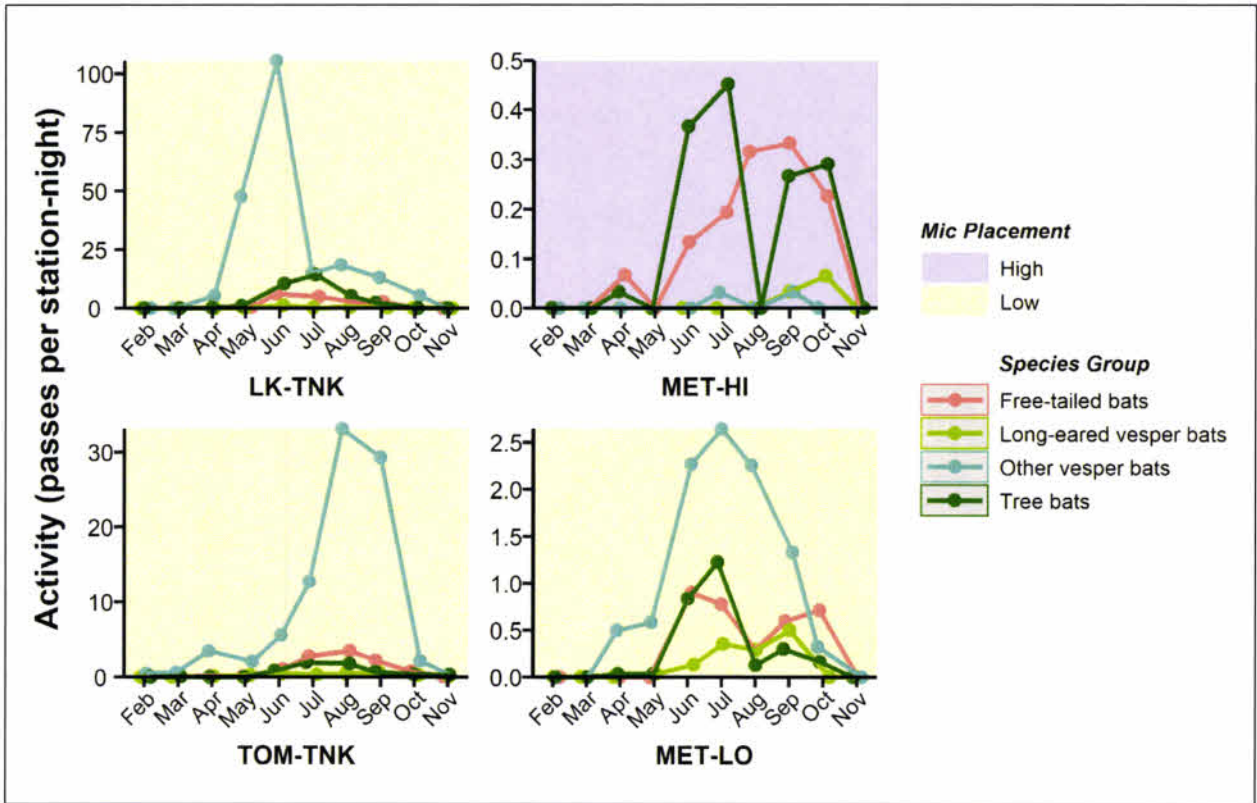 Activity (passes per station-night)
100
75
50
25
0
Feb Mar Apr May Jun Jul Aug Sep Oct Nov
LK-TNK
0.5
0.4
0.3
0.2
0.1
0.0
Feb Mar Apr May Jun Jul Aug Sep Oct Nov
MET-HI
30
20
10
0
Feb Mar Apr May Jun Jul Aug Sep Oct Nov
TOM-TNK
2.5
2.0
1.5
1.0
0.5
0.0
Feb Mar Apr May Jun Jul Aug Sep Oct Nov
MET-LO
Mic Placement
High
Low
Species Group
Free-tailed bats
Long-eared vesper bats
Other vesper bats
Tree bats